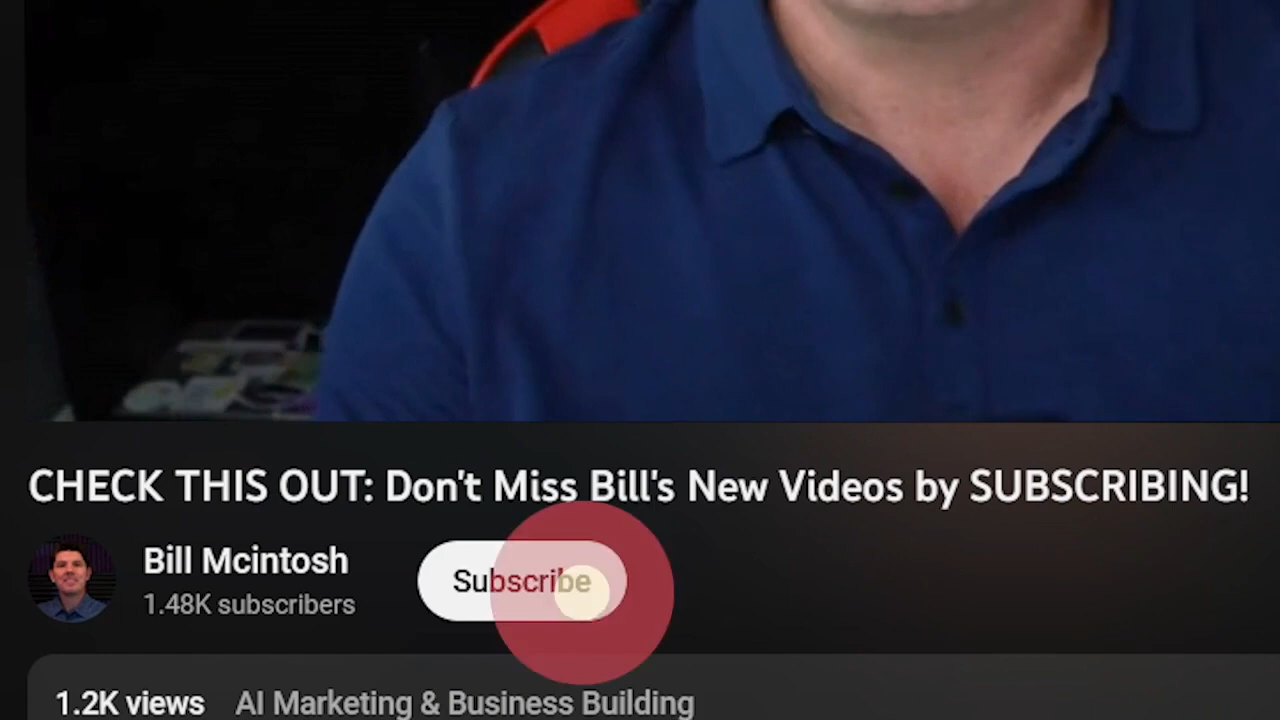 CHECK THIS OUT: Don't Miss Bill's New Videos by SUBSCRIBING!
Bill Mcintosh
1.48K subscribers
Subscribe
1.2K views AI Marketing & Business Building